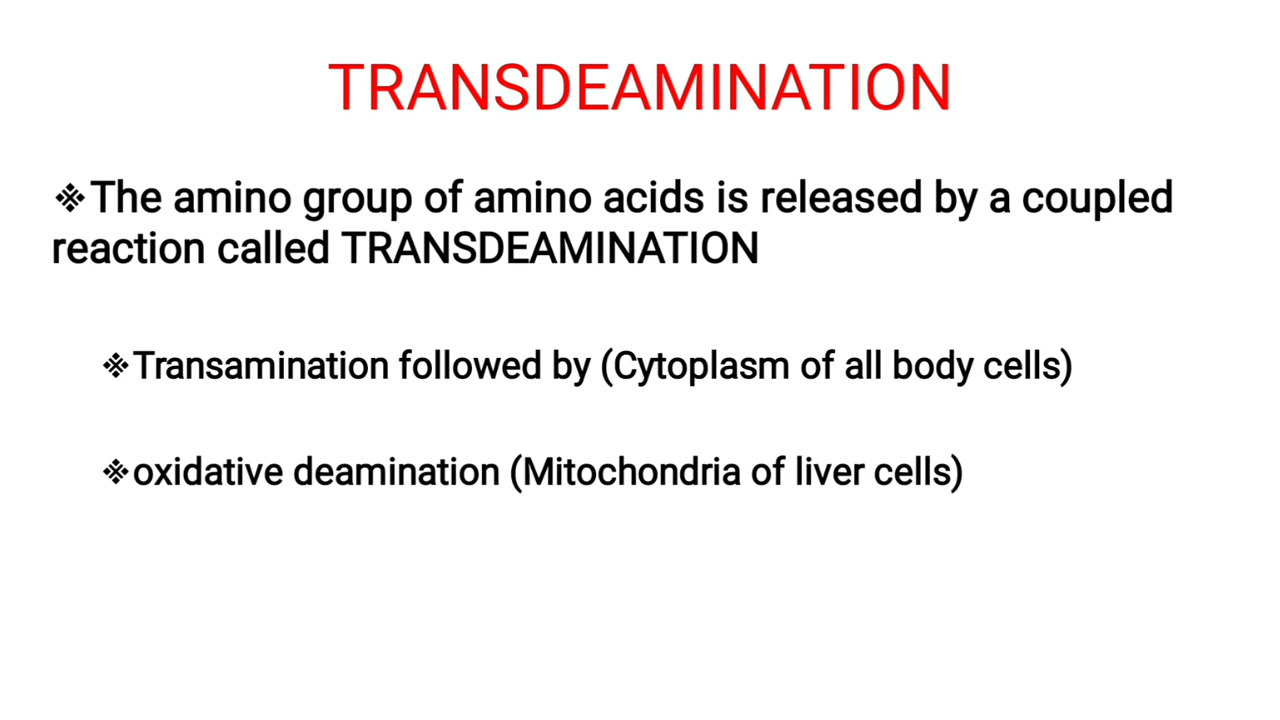 TRANSDEAMINATION
❖The amino group of amino acids is released by a coupled
reaction called TRANSDEAMINATION
❖Transamination followed by (Cytoplasm of all body cells)
❖oxidative deamination (Mitochondria of liver cells)